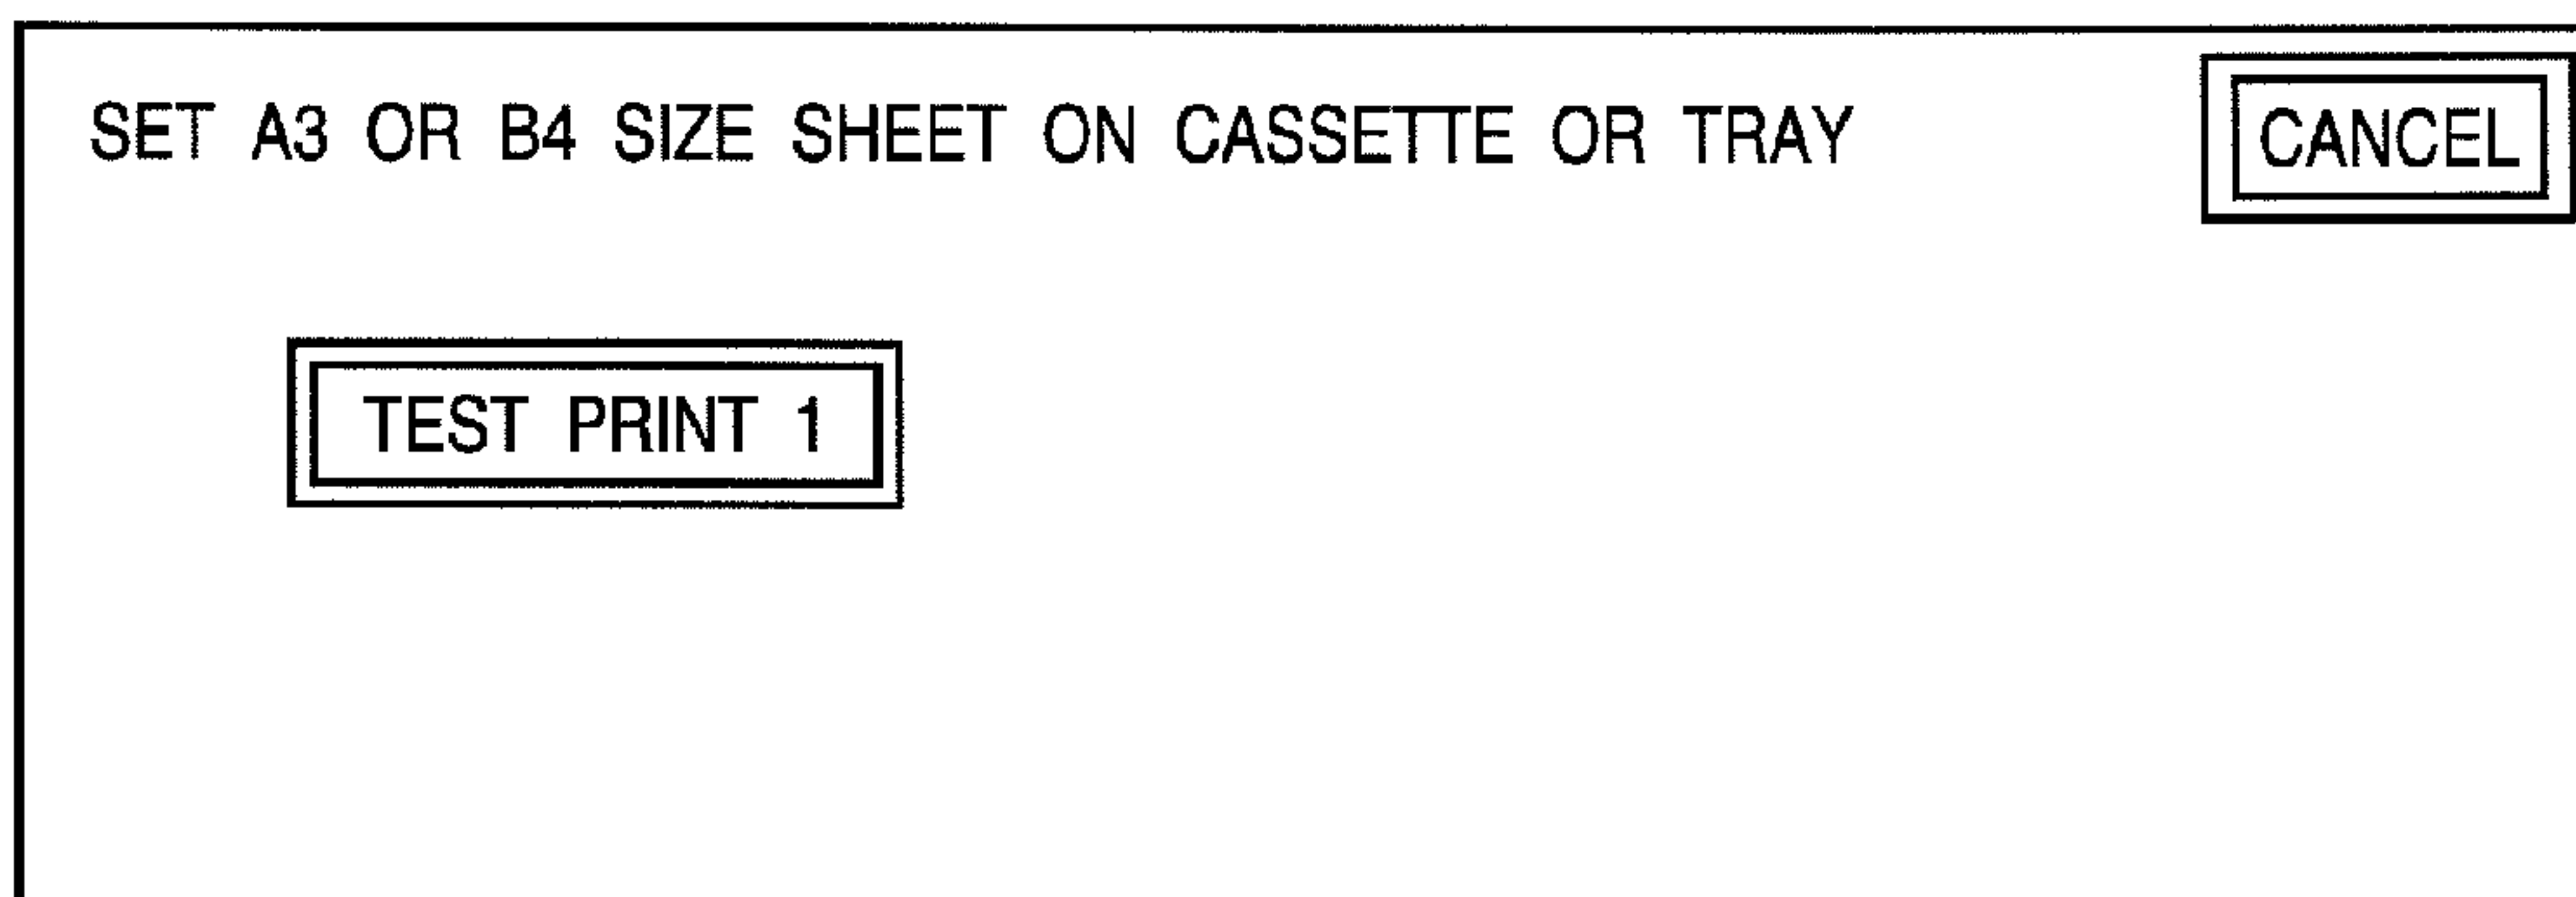 SET A3 OR B4 SIZE SHEET ON CASSETTE OR TRAY
CANCEL
TEST PRINT 1